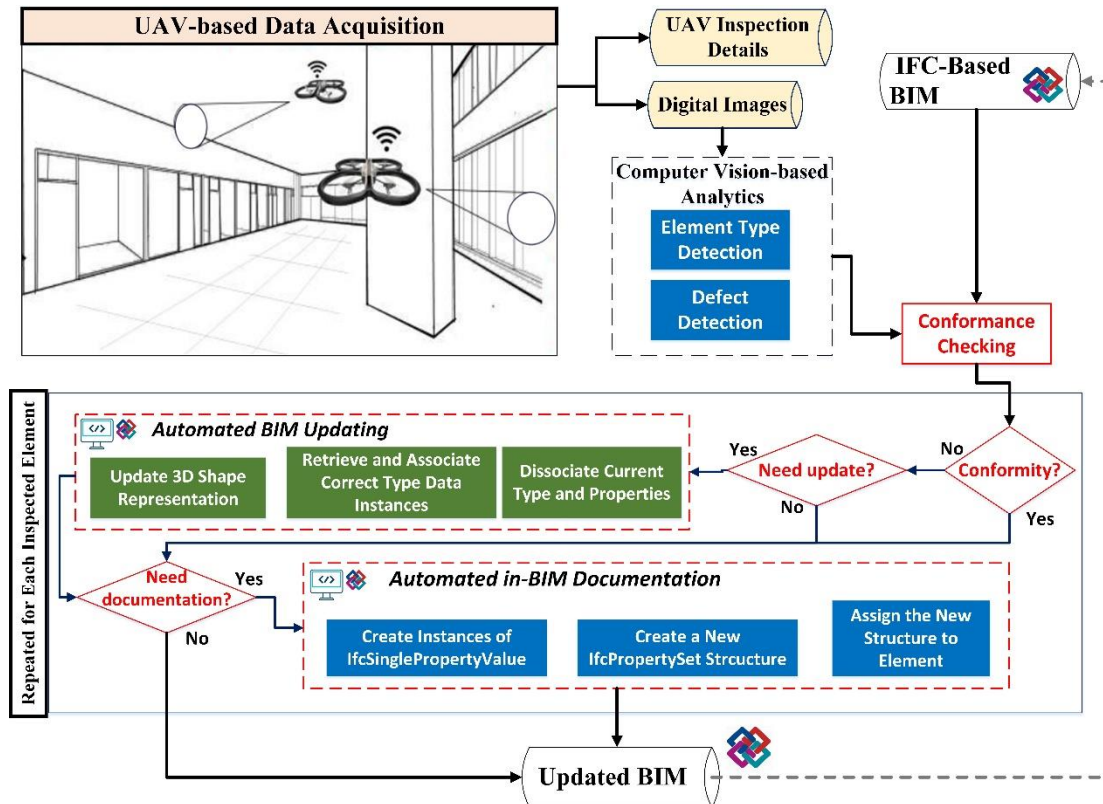 UAV-based Data Acquisition
UAV Inspection
Details
Digital Images
IFC-Based
BIM
Computer Vision-based
Analytics
Element Type
Detection
Defect
Detection
Conformance
Checking
Repeated for Each Inspected Element
</> Automated BIM Updating
Update 3D Shape
Representation
Retrieve and Associate
Correct Type Data
Instances
Dissociate Current
Type and Properties
Yes
Need update?
No
No
Conformity?
Yes
Need
documentation?
Yes
No
</> Automated in-BIM Documentation
Create Instances of
IfcSinglePropertyValue
Create a New
IfcPropertySet Strcucture
Assign the New
Structure to
Element
Updated BIM